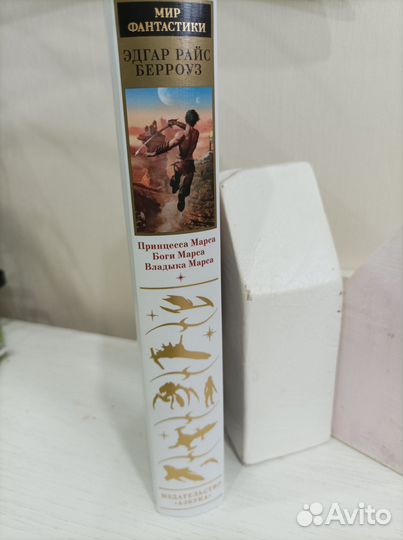 МИР
ФАНТАСТИКИ
ЭДГАР РАЙС
БЕРРОУЗ
Принцесса Марса
Боги Марса
Владыка Марса
ИЗДАТЕЛЬСТВО
«АЗБУКА»
Avito